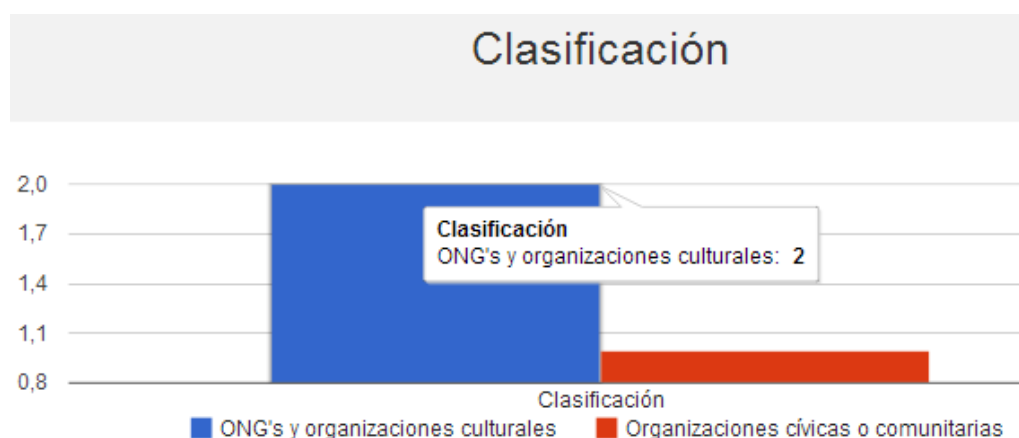 Clasificación
2,0
1,7
1,4
1,1
0,8
Clasificación
ONG's y organizaciones culturales: 2
Clasificación
ONG's y organizaciones culturales
Organizaciones cívicas o comunitarias